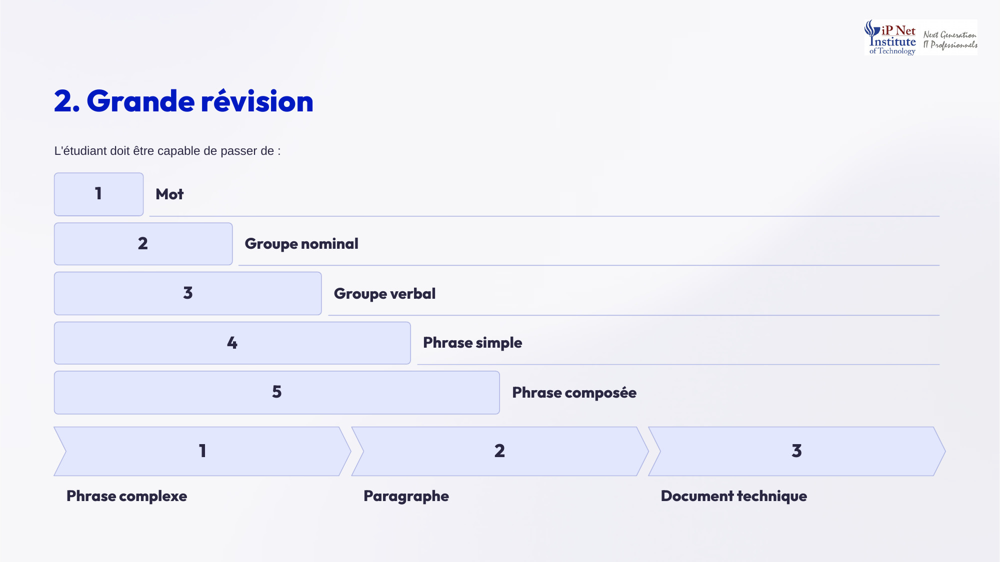 iP Net
Institute
of Technology
Next Generation
IT Professionnels
2. Grande révision
L'étudiant doit être capable de passer de :
1
Mot
2
Groupe nominal
3
Groupe verbal
4
Phrase simple
5
Phrase composée
1
2
3
Phrase complexe
Paragraphe
Document technique